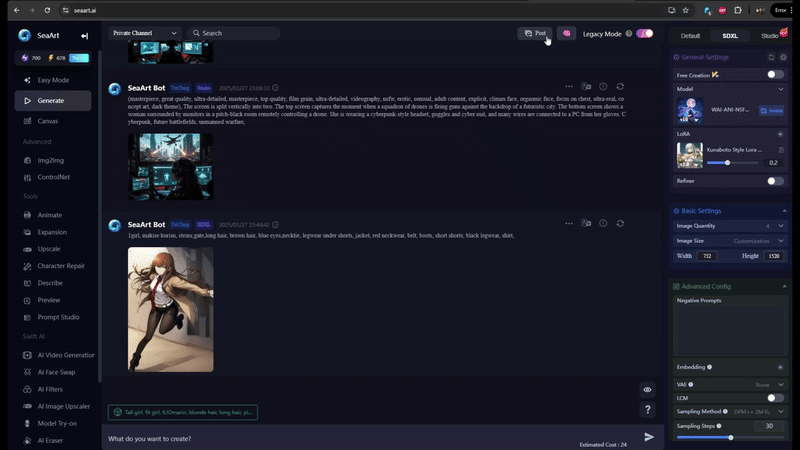 seaart.ai
Error
SeaArt
700
678
Easy Mode
Generate
Canvas
Advanced
Img2Img
ControlNet
Tools
Animate
Expansion
Upscale
Character Repair
Describe
Preview
Prompt Studio
Swift AI
AI Video Generation
AI Face Swap
AI Filters
AI Image Upscaler
Model Try-on
AI Eraser
Private Channel
Search
Post
Legacy Mode
SeaArt Bot
Txt2Img
Studio
2025/01/27 23:08:33
(masterpiece, great quality, ultra-detailed, masterpiece, top quality, film grain, ultra-detailed, videography, nsfw, erotic, sensual, adult content, explicit, climax face, orgasmic face, focus on chest, ultra-real, co
ncept art, dark theme), The screen is split vertically into two. The top screen captures the moment when a squadron of drones is firing guns against the backdrop of a futuristic city. The bottom screen shows a
woman surrounded by monitors in a pitch-black room remotely controlling a drone. She is wearing a cyberpunk-style headset, goggles and cyber suit, and many wires are connected to a PC from her gloves. C
yberpunk, future battlefields, unmanned warfare,
SeaArt Bot
Txt2Img
2025/01/27 23:44:42
1girl, makise kurisu, steins;gate,long hair, brown hair, blue eyes,necktie, legwear under shorts, jacket, red neckwear, belt, boots, short shorts, black legwear, shirt,
Tall girl, fit girl, KJOmarin, blonde hair, long hair, pi...
What do you want to create?
Estimated Cost : 24
Default
SDXL
Studio
General Settings
Free Creation
Model
WAI-ANI-NSF...
Switch
LoRA
Kunaboto Style Lora ...
0.2
Refiner
Basic Settings
Image Quantity
4
Image Size
Customization
Width
752
Height
1520
Advanced Config
Negative Prompts
Embedding
VAE
None
LCM
Sampling Method
Sampling Steps
30